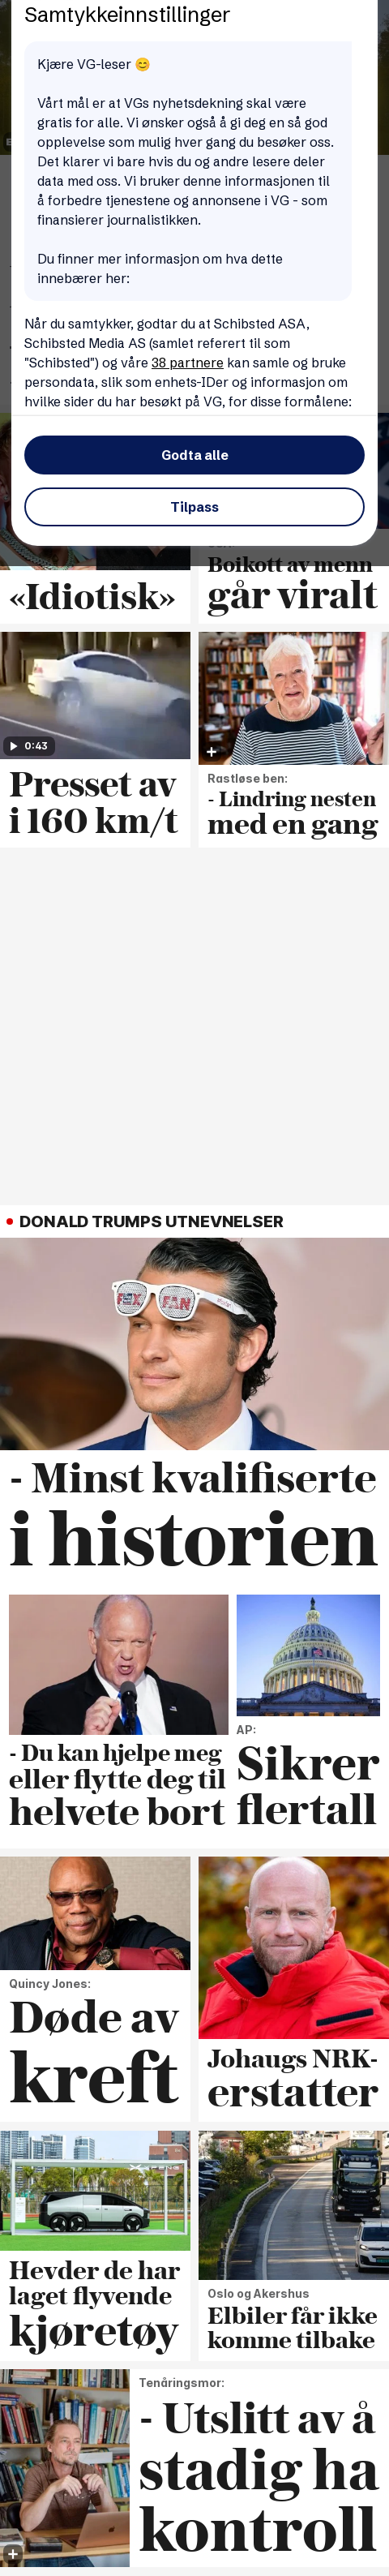 Samtykkeinnstillinger
Kjære VG-leser 😊
Vårt mål er at VGs nyhetsdekning skal være
gratis for alle. Vi ønsker også å gi deg en så god
opplevelse som mulig hver gang du besøker oss.
Det klarer vi bare hvis du og andre lesere deler
data med oss. Vi bruker denne informasjonen til
å forbedre tjenestene og annonsene i VG - som
finansierer journalistikken.
Du finner mer informasjon om hva dette
innebærer her:
Når du samtykker, godtar du at Schibsted ASA,
Schibsted Media AS (samlet referert til som
"Schibsted") og våre 38 partnere kan samle og bruke
persondata, slik som enhets-IDer og informasjon om
hvilke sider du har besøkt på VG, for disse formålene:
Godta alle
Tilpass
«Idiotisk»
Boikott av menn
går viralt
0:43
Presset av
i 160 km/t
Rastløse ben:
- Lindring nesten
med en gang
DONALD TRUMPS UTNEVNELSER
FOX FAN
- Minst kvalifiserte
i historien
- Du kan hjelpe meg
eller flytte deg til
helvete bort
AP:
Sikrer
flertall
Quincy Jones:
Døde av
kreft
Johaugs NRK-
erstatter
Hevder de har
laget flyvende
kjøretøy
Oslo og Akershus
Elbiler får ikke
komme tilbake
Tenåringsmor:
- Utslitt av å
stadig ha
kontroll